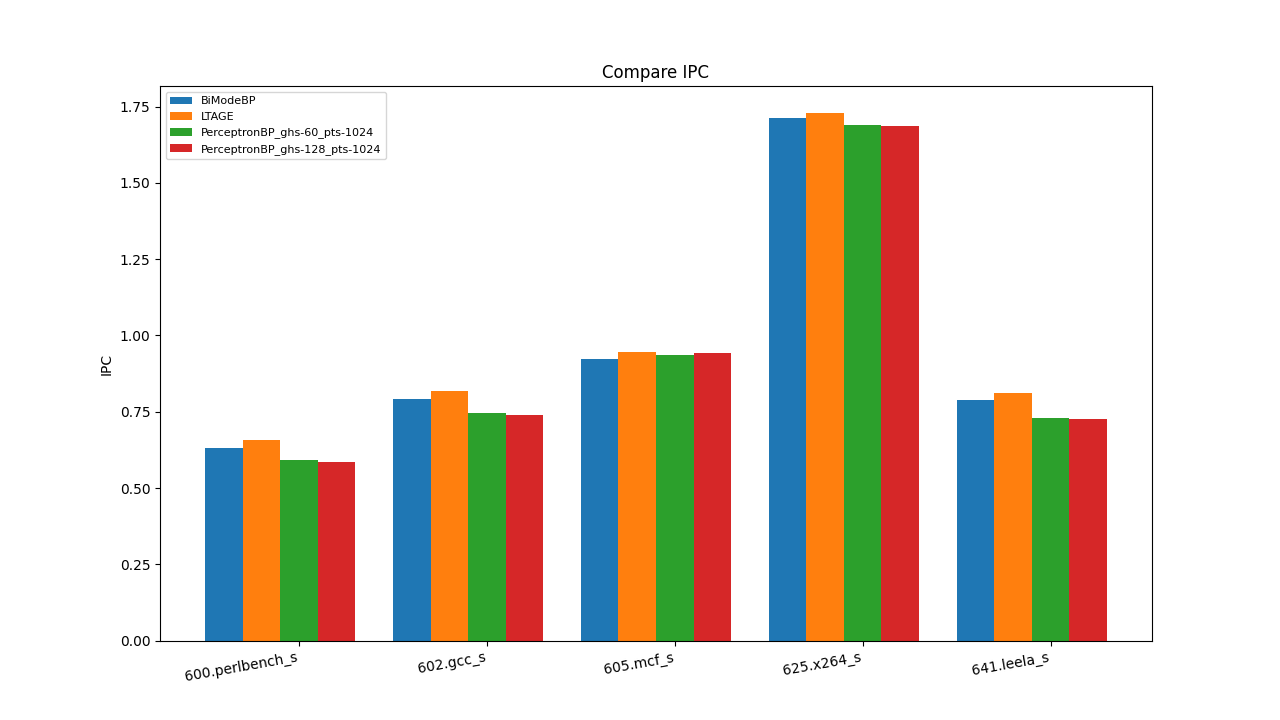 Compare IPC
BiModeBP
LTAGE
PerceptronBP_ghs-60_pts-1024
PerceptronBP_ghs-128_pts-1024
IPC
1.75
1.50
1.25
1.00
0.75
0.50
0.25
0.00
600.perlbench_s
602.gcc_s
605.mcf_s
625.x264_s
641.leela_s